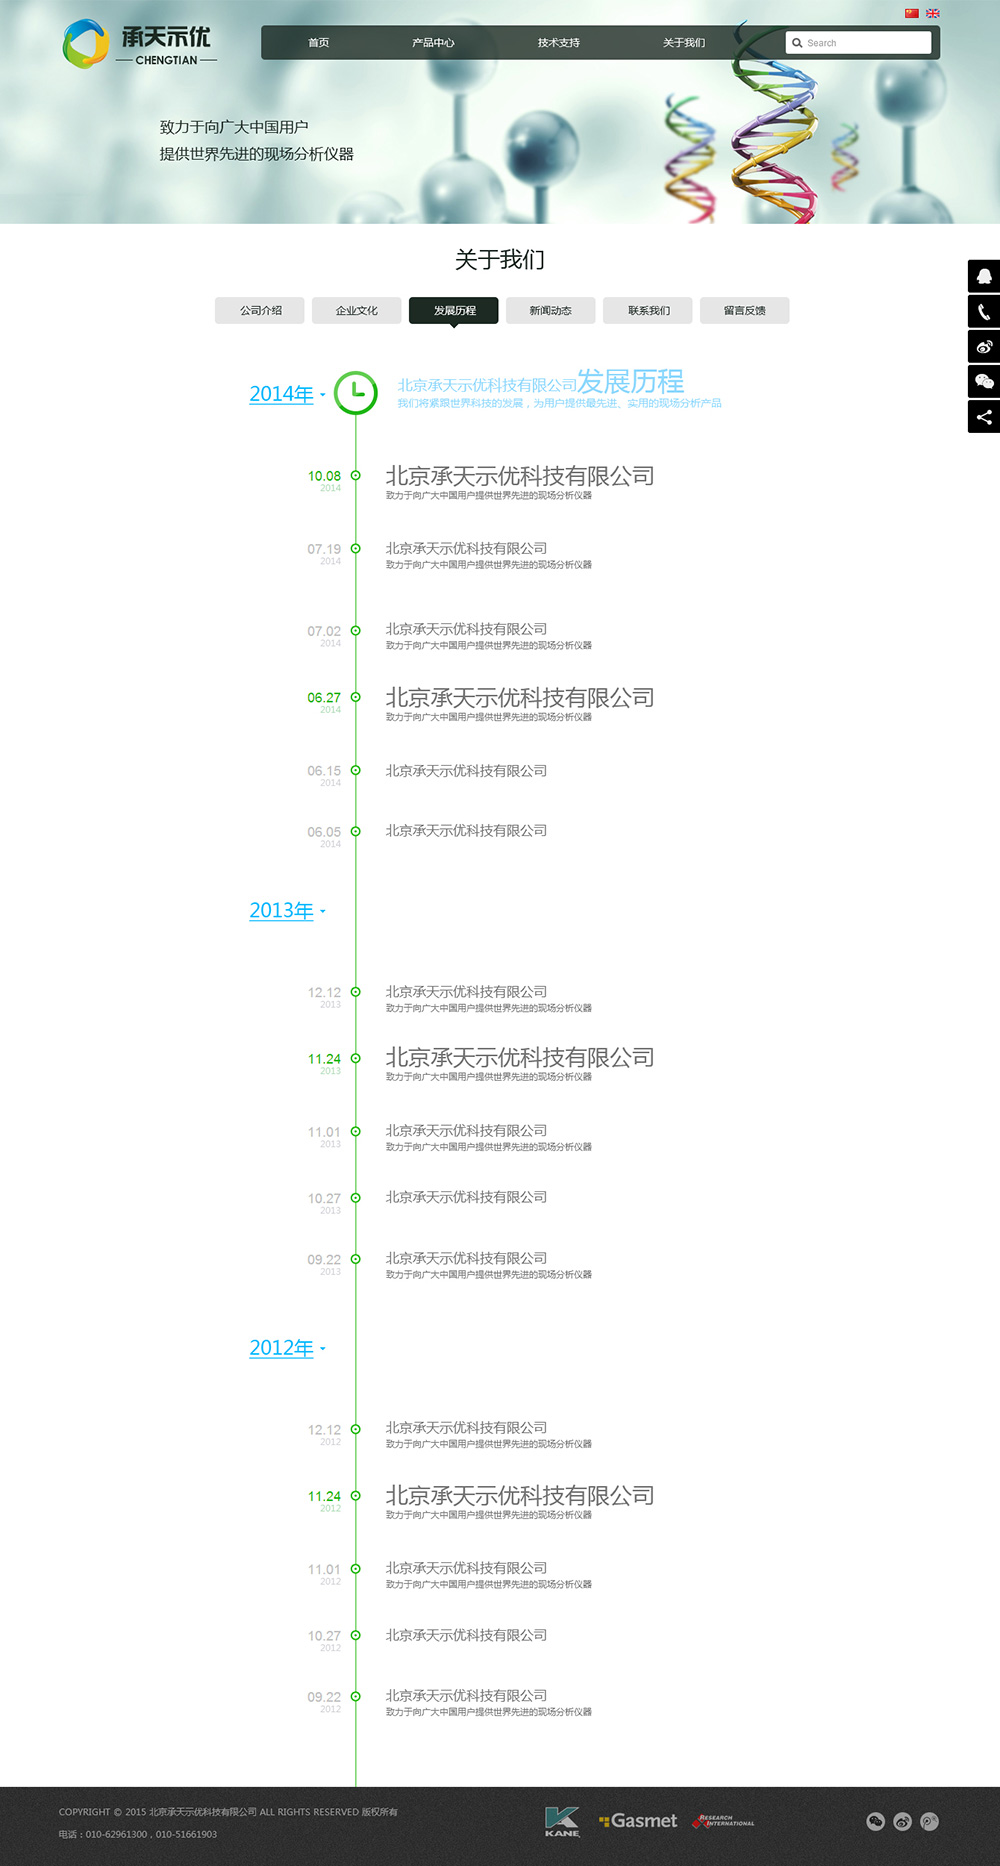 承天示优
CHENGTIAN
首页 产品中心 技术支持 关于我们 Search
致力于向广大中国用户
提供世界先进的现场分析仪器
关于我们
公司介绍 企业文化 发展历程 新闻动态 联系我们 留言反馈
2014年
北京承天示优科技有限公司发展历程
我们将紧跟世界科技的发展，为用户提供最先进、实用的现场分析产品
10.08 北京承天示优科技有限公司
2014 致力于向广大中国用户提供世界先进的现场分析仪器
07.19 北京承天示优科技有限公司
2014 致力于向广大中国用户提供世界先进的现场分析仪器
07.02 北京承天示优科技有限公司
2014 致力于向广大中国用户提供世界先进的现场分析仪器
06.27 北京承天示优科技有限公司
2014 致力于向广大中国用户提供世界先进的现场分析仪器
06.15 北京承天示优科技有限公司
2014
06.05 北京承天示优科技有限公司
2014
2013年
12.12 北京承天示优科技有限公司
2013 致力于向广大中国用户提供世界先进的现场分析仪器
11.24 北京承天示优科技有限公司
2013 致力于向广大中国用户提供世界先进的现场分析仪器
11.01 北京承天示优科技有限公司
2013 致力于向广大中国用户提供世界先进的现场分析仪器
10.27 北京承天示优科技有限公司
2013
09.22 北京承天示优科技有限公司
2013 致力于向广大中国用户提供世界先进的现场分析仪器
2012年
12.12 北京承天示优科技有限公司
2012 致力于向广大中国用户提供世界先进的现场分析仪器
11.24 北京承天示优科技有限公司
2012 致力于向广大中国用户提供世界先进的现场分析仪器
11.01 北京承天示优科技有限公司
2012 致力于向广大中国用户提供世界先进的现场分析仪器
10.27 北京承天示优科技有限公司
2012
09.22 北京承天示优科技有限公司
2012 致力于向广大中国用户提供世界先进的现场分析仪器
COPYRIGHT © 2015 北京承天示优科技有限公司 ALL RIGHTS RESERVED 版权所有
电话：010-62961300，010-51661903
KANE
Gasmet
RESEARCH
INTERNATIONAL